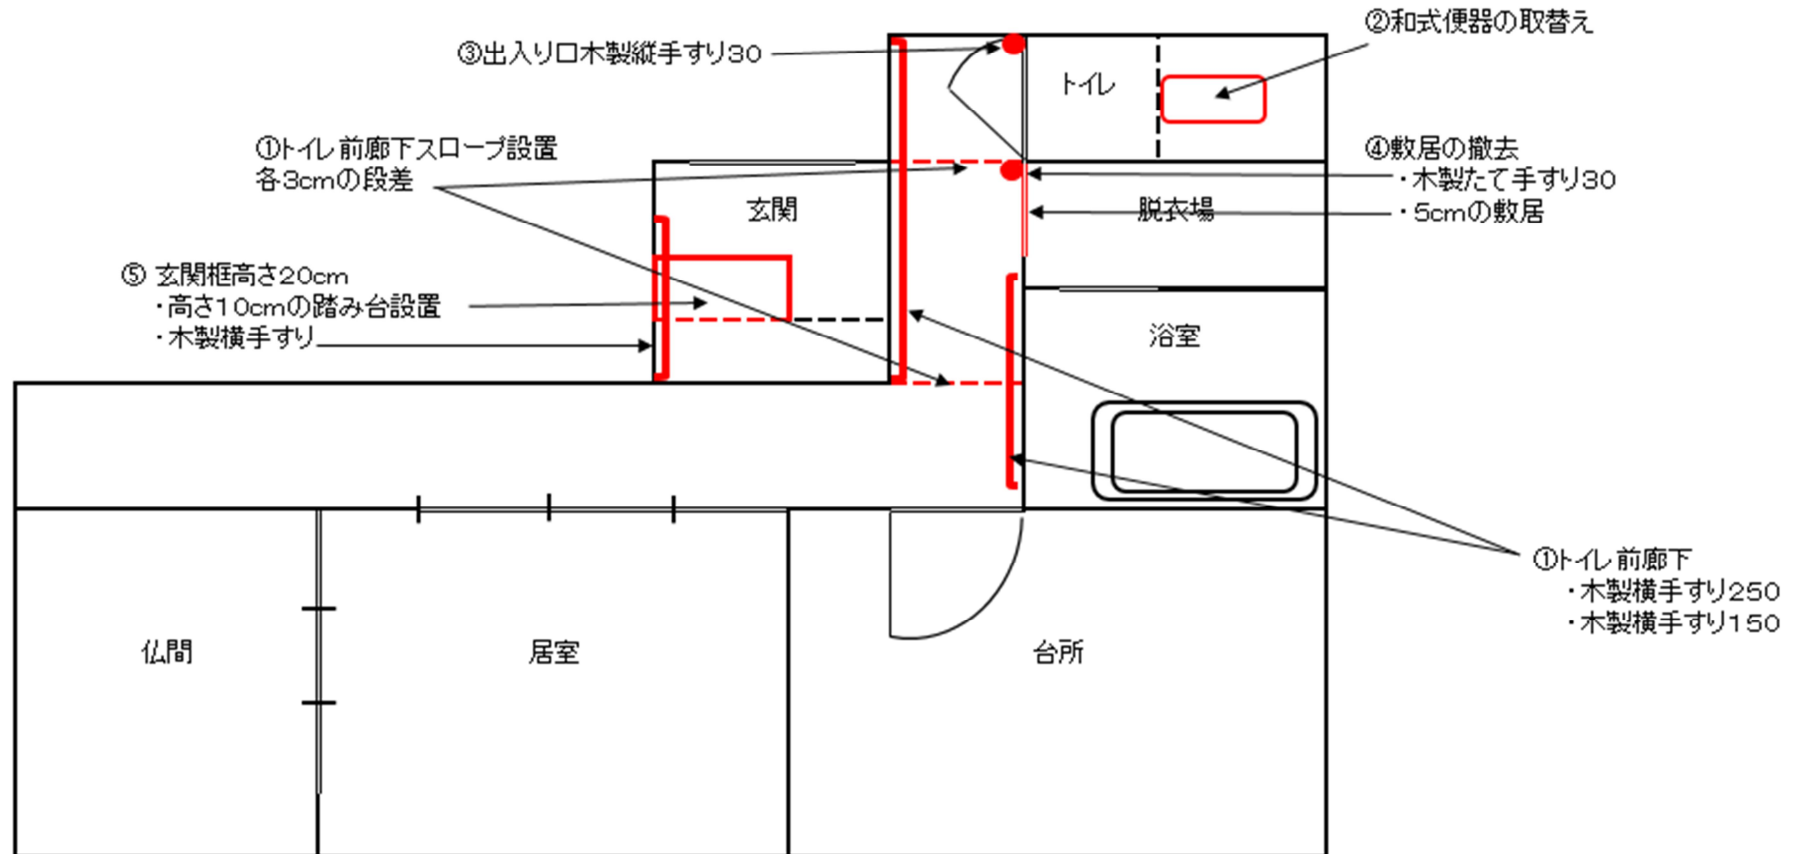 ②和式便器の取替え
③出入り口木製縦手すり30
トイレ
①トイレ前廊下スロープ設置
各3cmの段差
④敷居の撤去
・木製たて手すり30
・5cmの敷居
玄関
脱衣場
⑤ 玄関框高さ20cm
・高さ10cmの踏み台設置
・木製横手すり
浴室
①トイレ前廊下
・木製横手すり250
・木製横手すり150
仏間
居室
台所